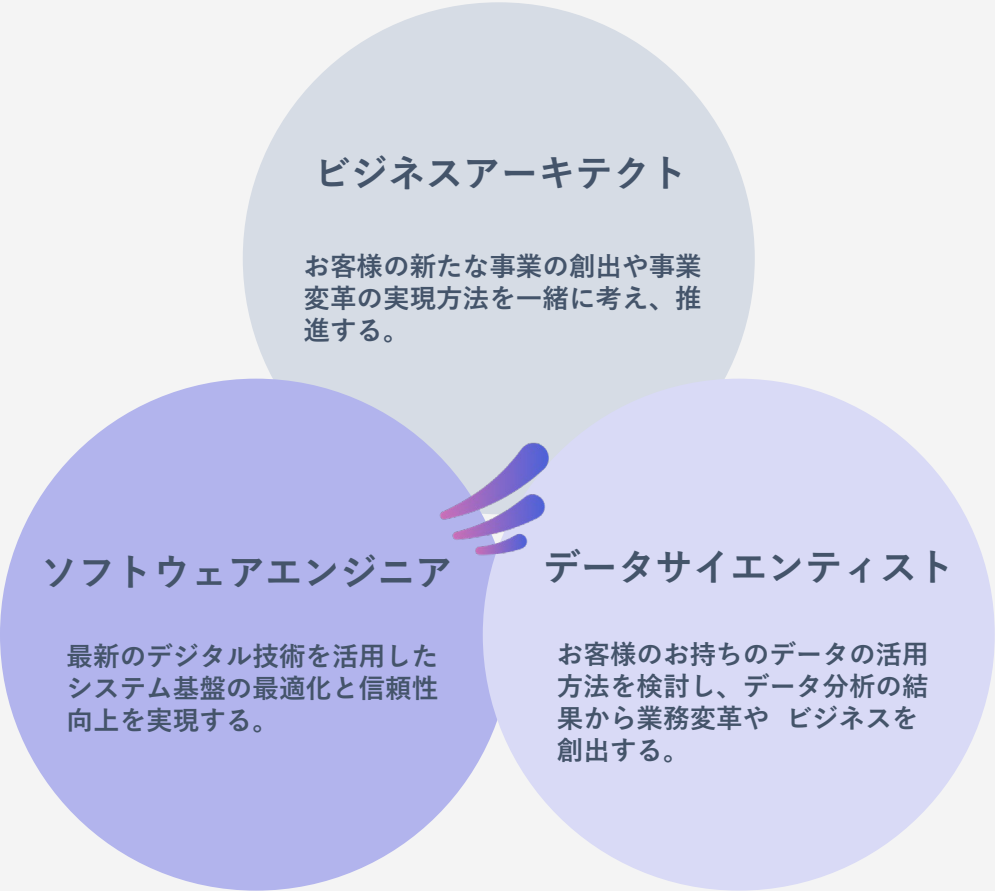 ビジネスアーキテクト
お客様の新たな事業の創出や事業
変革の実現方法を一緒に考え、推
進する。
ソフトウェアエンジニア
最新のデジタル技術を活用した
システム基盤の最適化と信頼性
向上を実現する。
データサイエンティスト
お客様のお持ちのデータの活用
方法を検討し、データ分析の結
果から業務変革や ビジネスを
創出する。